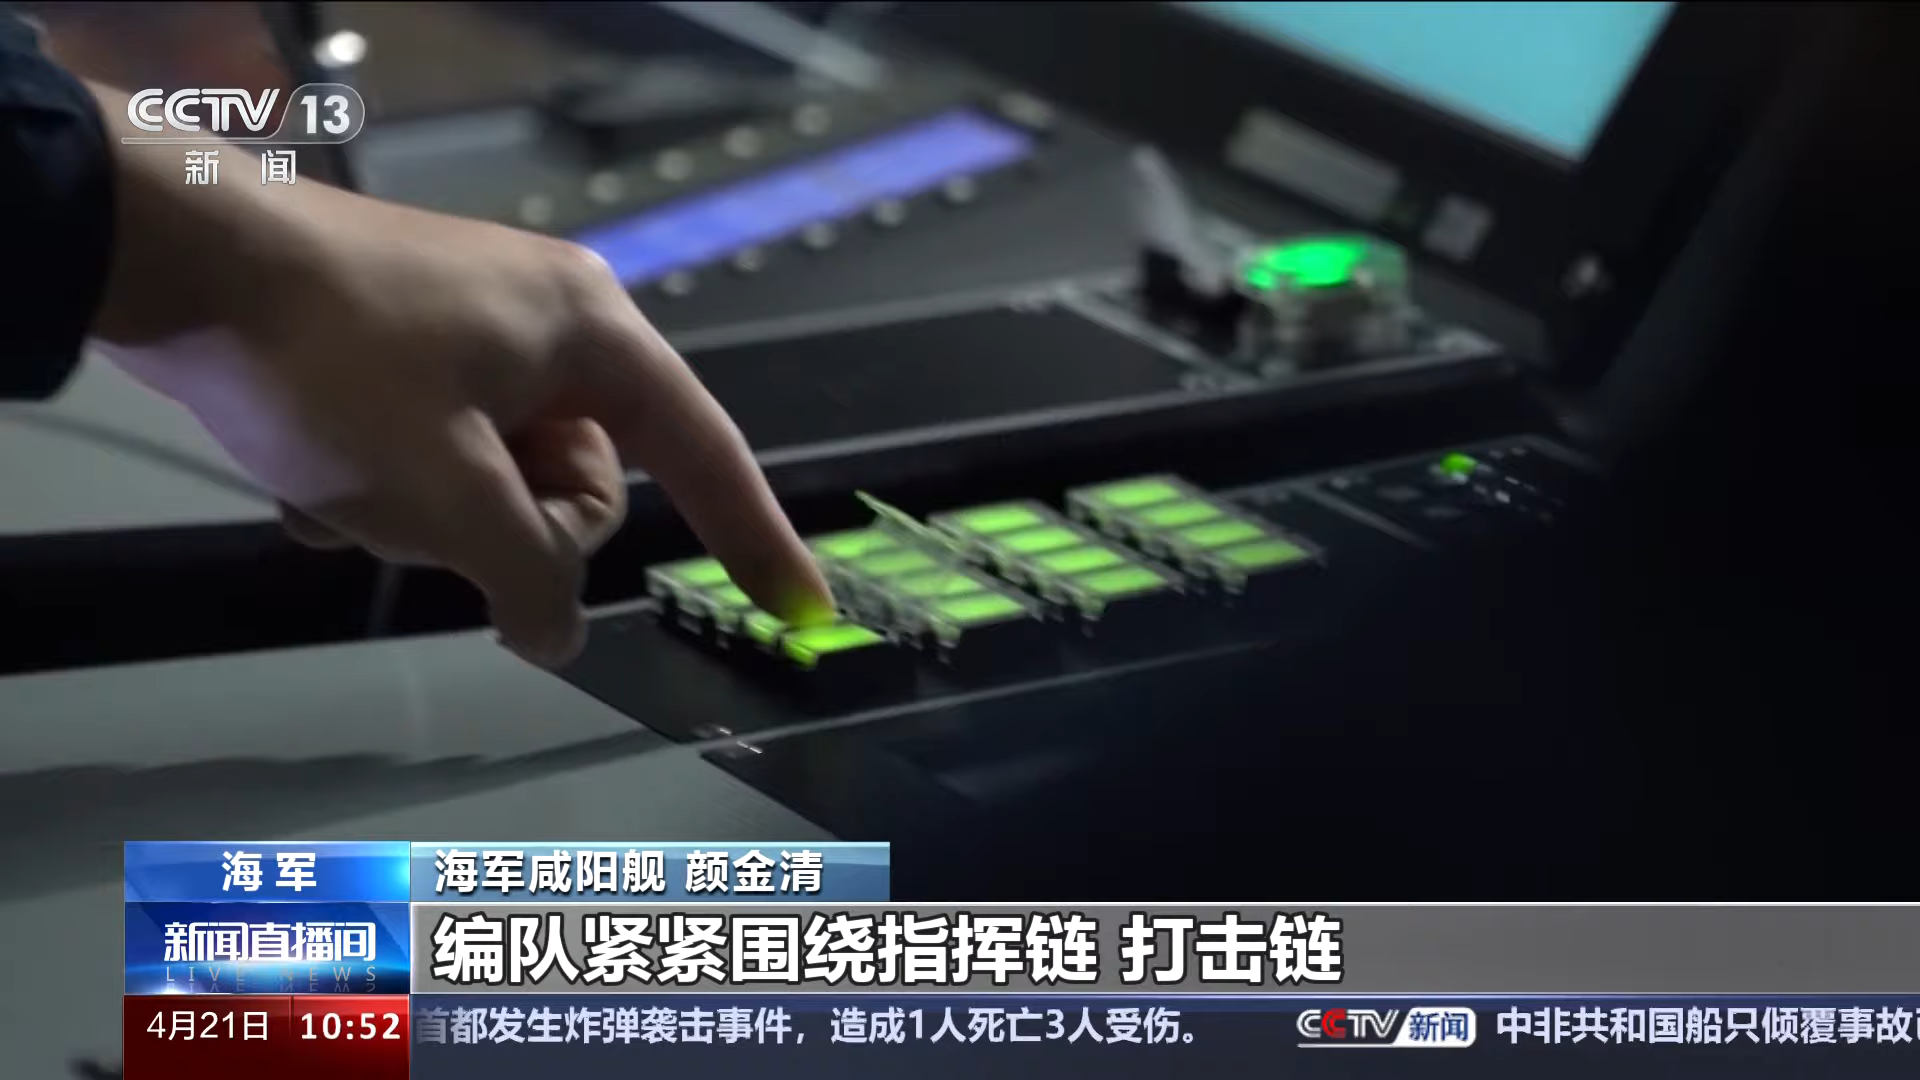 CCTV 13
新闻
海军
海军咸阳舰 颜金清
新闻直播间
LIVE NEWS
编队紧紧围绕指挥链 打击链
4月21日 10:52
首都发生炸弹袭击事件，造成1人死亡3人受伤。 CCTV新闻 中非共和国船只倾覆事故